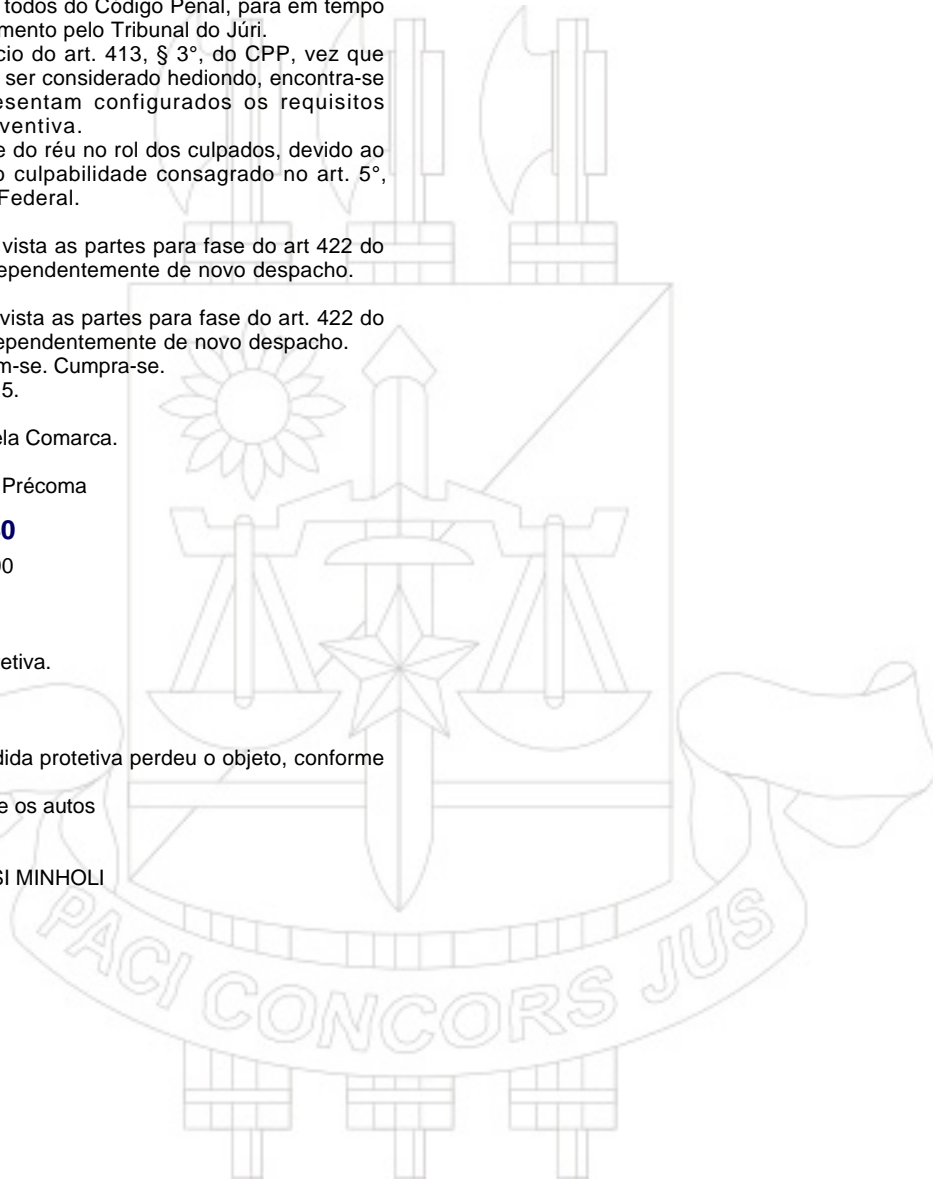 todos do Código Penal, para em tempo
mento pelo Tribunal do Júri.
cio do art. 413, § 3°, do CPP, vez que
ser considerado hediondo, encontra-se
esentam configurados os requisitos
ventiva.
e do réu no rol dos culpados, devido ao
o culpabilidade consagrado no art. 5°,
Federal.
vista as partes para fase do art 422 do
ependentemente de novo despacho.
vista as partes para fase do art. 422 do
ependentemente de novo despacho.
m-se. Cumpra-se.
5.
ela Comarca.
Précoma
0
00
etiva.
dida protetiva perdeu o objeto, conforme
e os autos
SI MINHOLI
PACI CONCORS JUS